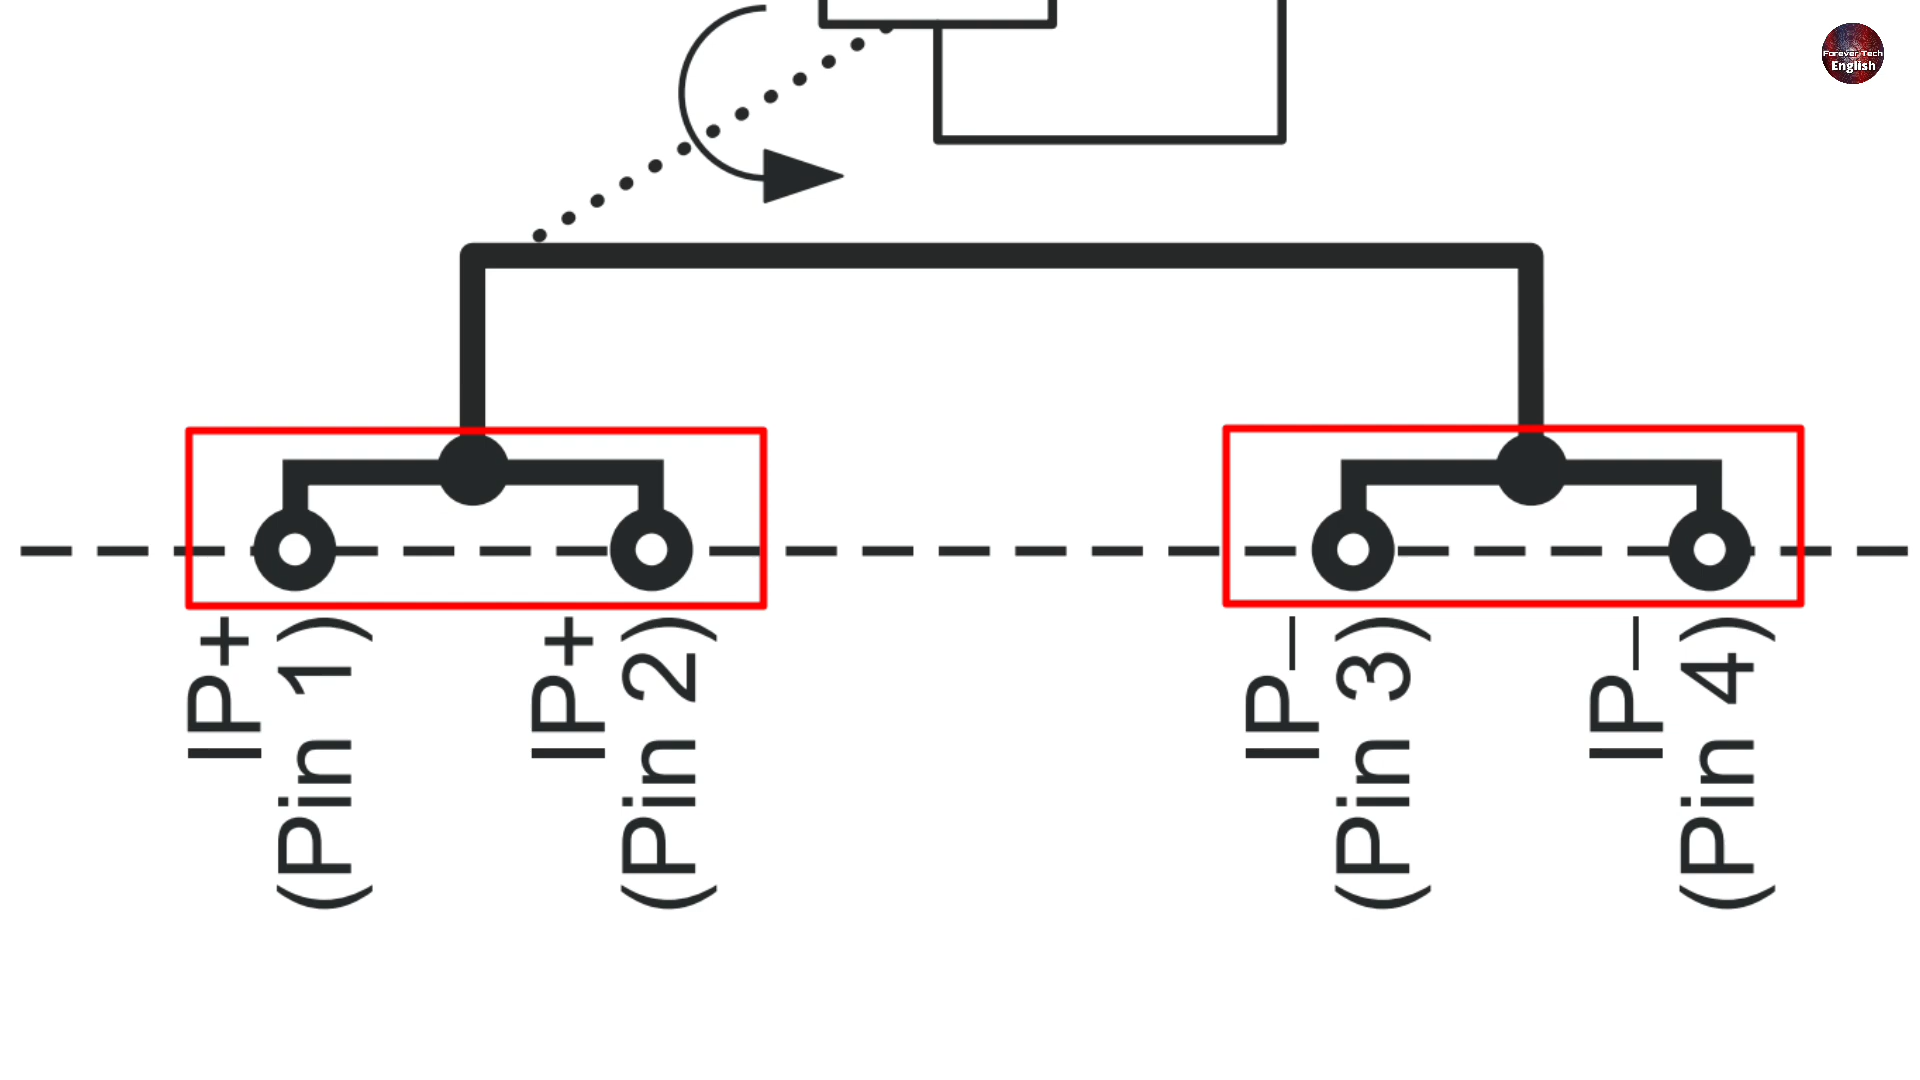 Forever Tech
English
IP+
(Pin 1)
IP+
(Pin 2)
IP–
(Pin 3)
IP–
(Pin 4)